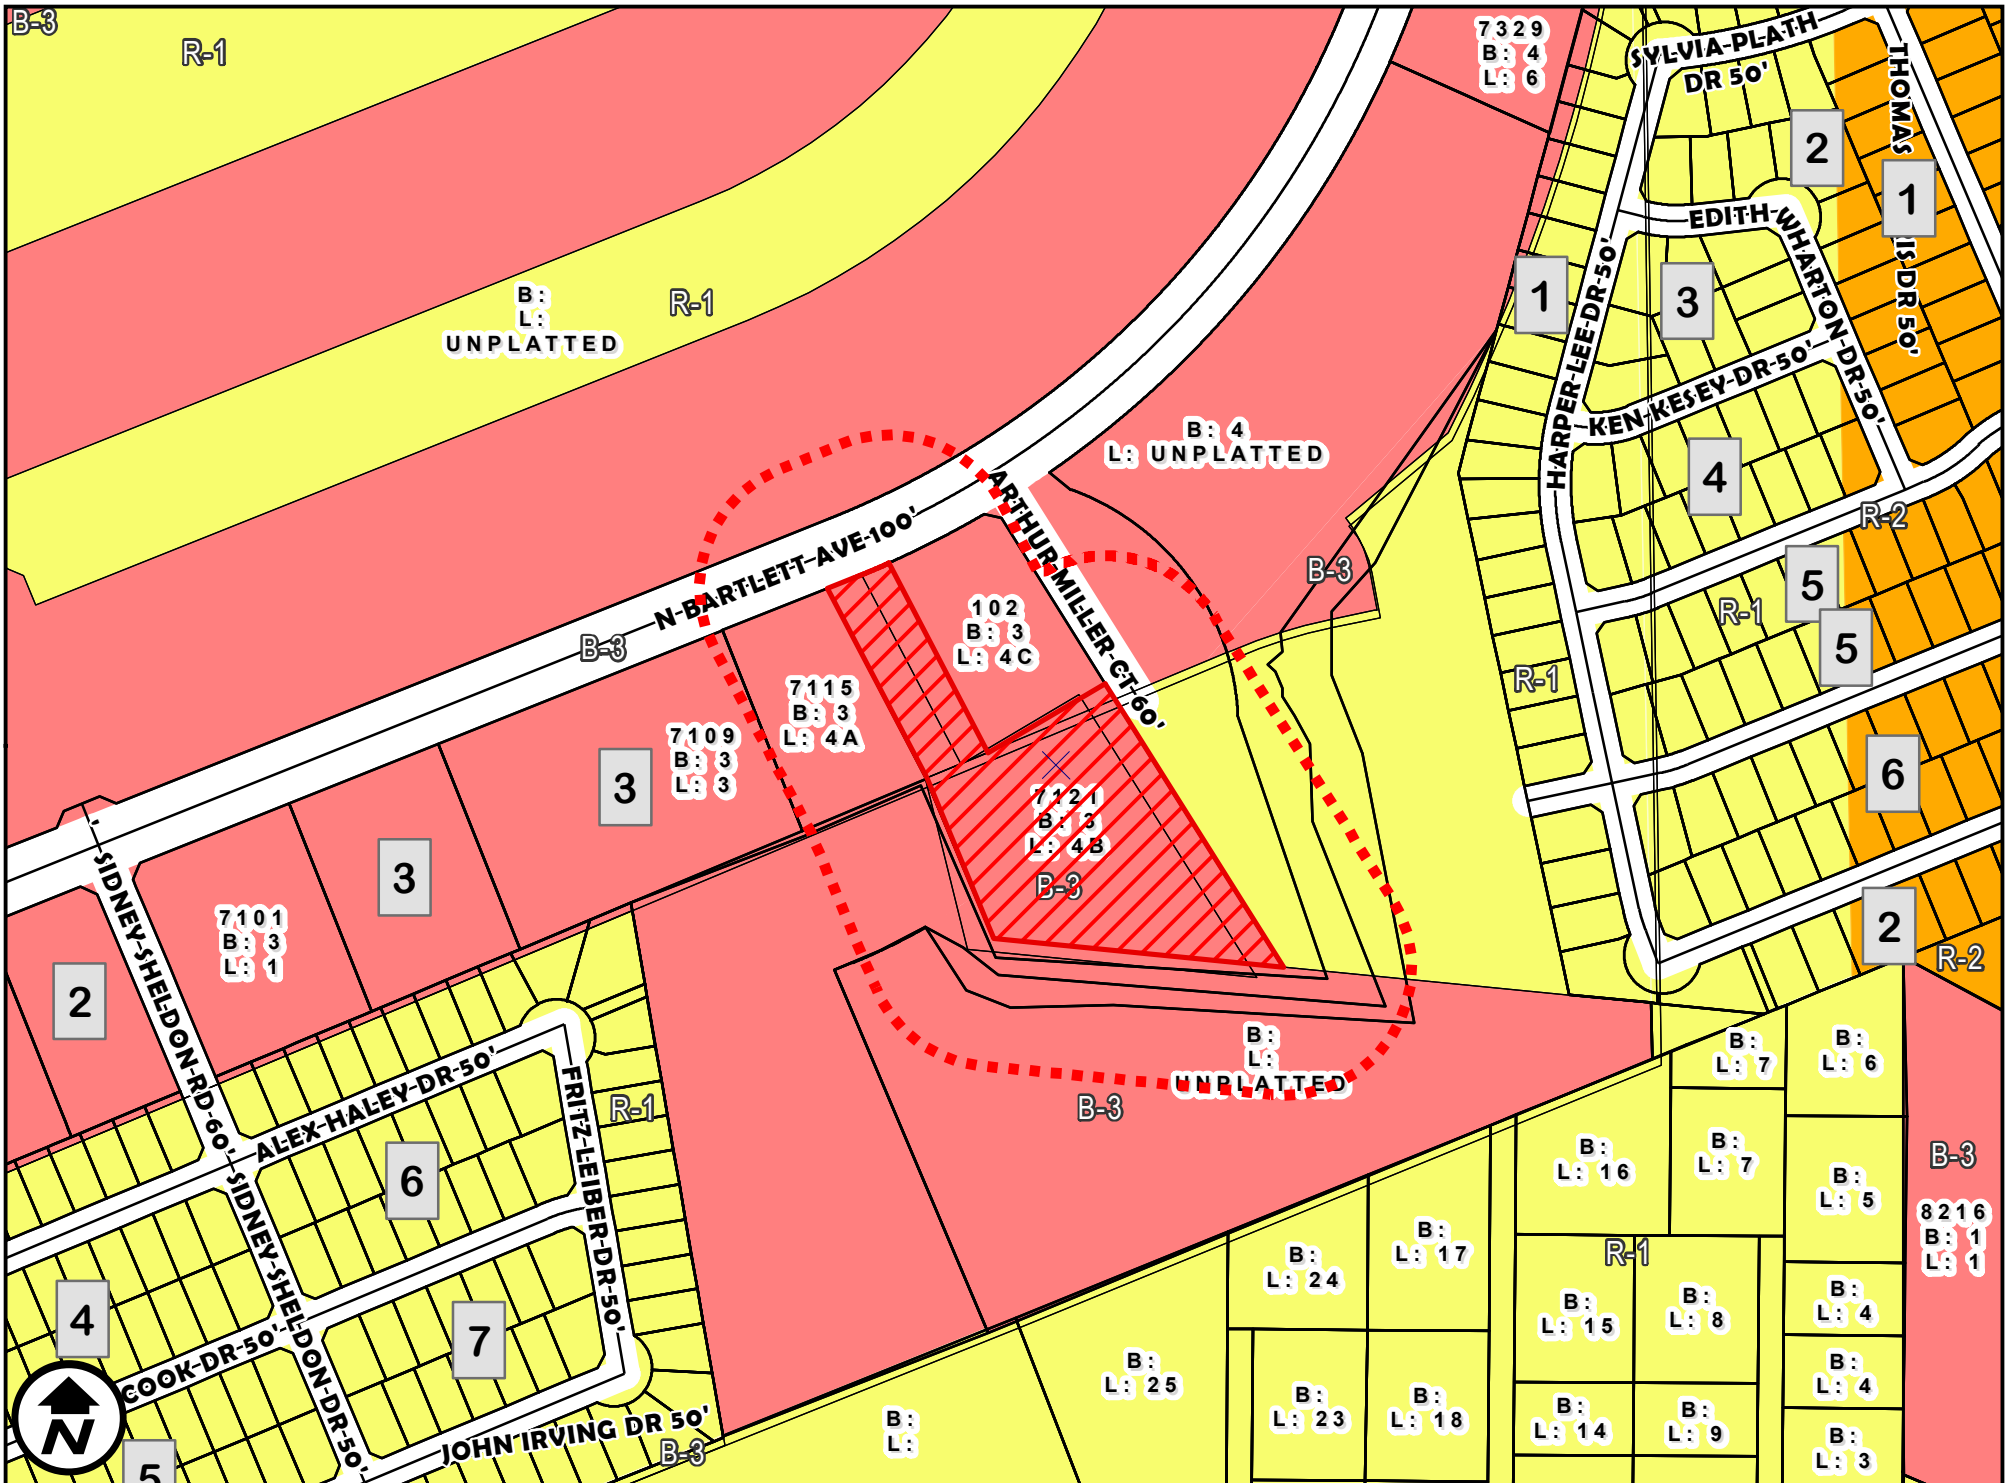 B-3
R-1
7329
B: 4
L: 6
SYLVIA-PLATH
DR 50'
THOMAS
IS DR 50'
2
1
EDITH WHARTON-DR-50'
B:
L:
UNPLATTED
R-1
1
3
HARPER-LEE-DR-50'
KEN-KESEY-DR-50'
B: 4
L: UNPLATTED
4
R-2
ARTHUR-MILLER-CT-60'
N-BARTLETT-AVE-100'
B-3
5
R-1
5
102
B: 3
L: 4C
B-3
R-1
7115
B: 3
L: 4A
7109
B: 3
L: 3
3
6
7121
B: 3
L: 4B
B-3
3
SIDNEY-SHELDON-RD-60'
7101
B: 3
L: 1
2
2
R-2
B:
L:
UNPLATTED
B-3
B:
L: 7
B:
L: 6
ALEX-HALEY-DR-50'
FRITZ-LEIBER-DR-50'
R-1
6
B:
L: 16
B:
L: 7
B:
L: 5
B-3
8216
B: 1
L: 1
SIDNEY-SHELDON-DR-50'
B:
L: 24
B:
L: 17
R-1
4
7
COOK-DR-50'
B:
L: 15
B:
L: 8
B:
L: 4
B:
L: 25
B:
L: 4
N
JOHN IRVING DR 50'
B-3
B:
L:
B:
L: 23
B:
L: 18
B:
L: 14
B:
L: 9
B:
L: 3
5